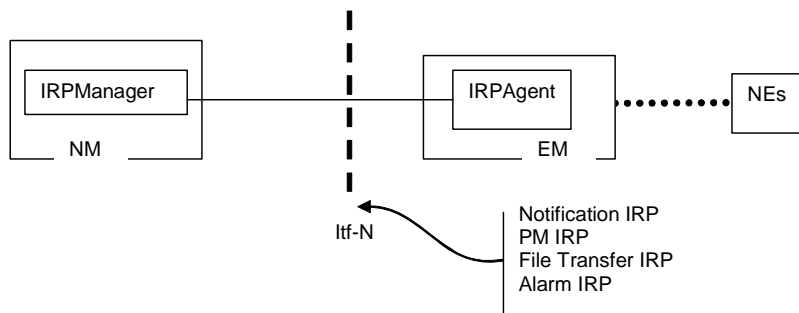 IRPManager
NM
IRPAgent
EM
NEs
Itf-N
Notification IRP
PM IRP
File Transfer IRP
Alarm IRP